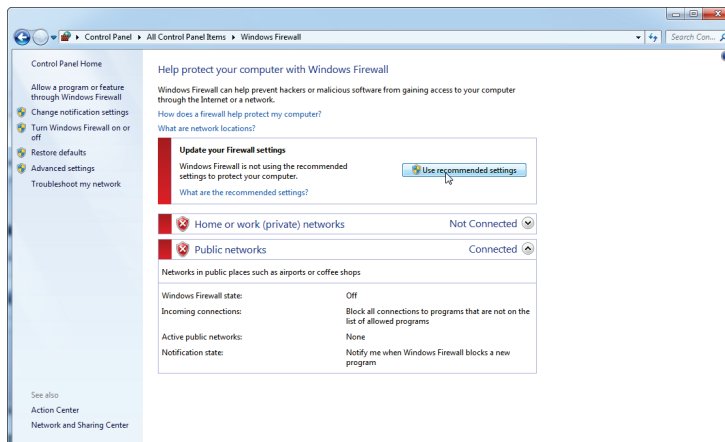 Control Panel ▸ All Control Panel Items ▸ Windows Firewall
Search Con...
Control Panel Home
Allow a program or feature
through Windows Firewall
Change notification settings
Turn Windows Firewall on or
off
Restore defaults
Advanced settings
Troubleshoot my network
See also
Action Center
Network and Sharing Center
Help protect your computer with Windows Firewall
Windows Firewall can help prevent hackers or malicious software from gaining access to your computer
through the Internet or a network.
How does a firewall help protect my computer?
What are network locations?
Update your Firewall settings
Windows Firewall is not using the recommended
settings to protect your computer.
Use recommended settings
What are the recommended settings?
Home or work (private) networks Not Connected
Public networks Connected
Networks in public places such as airports or coffee shops
Windows Firewall state: Off
Incoming connections: Block all connections to programs that are not on the
list of allowed programs
Active public networks: None
Notification state: Notify me when Windows Firewall blocks a new
program